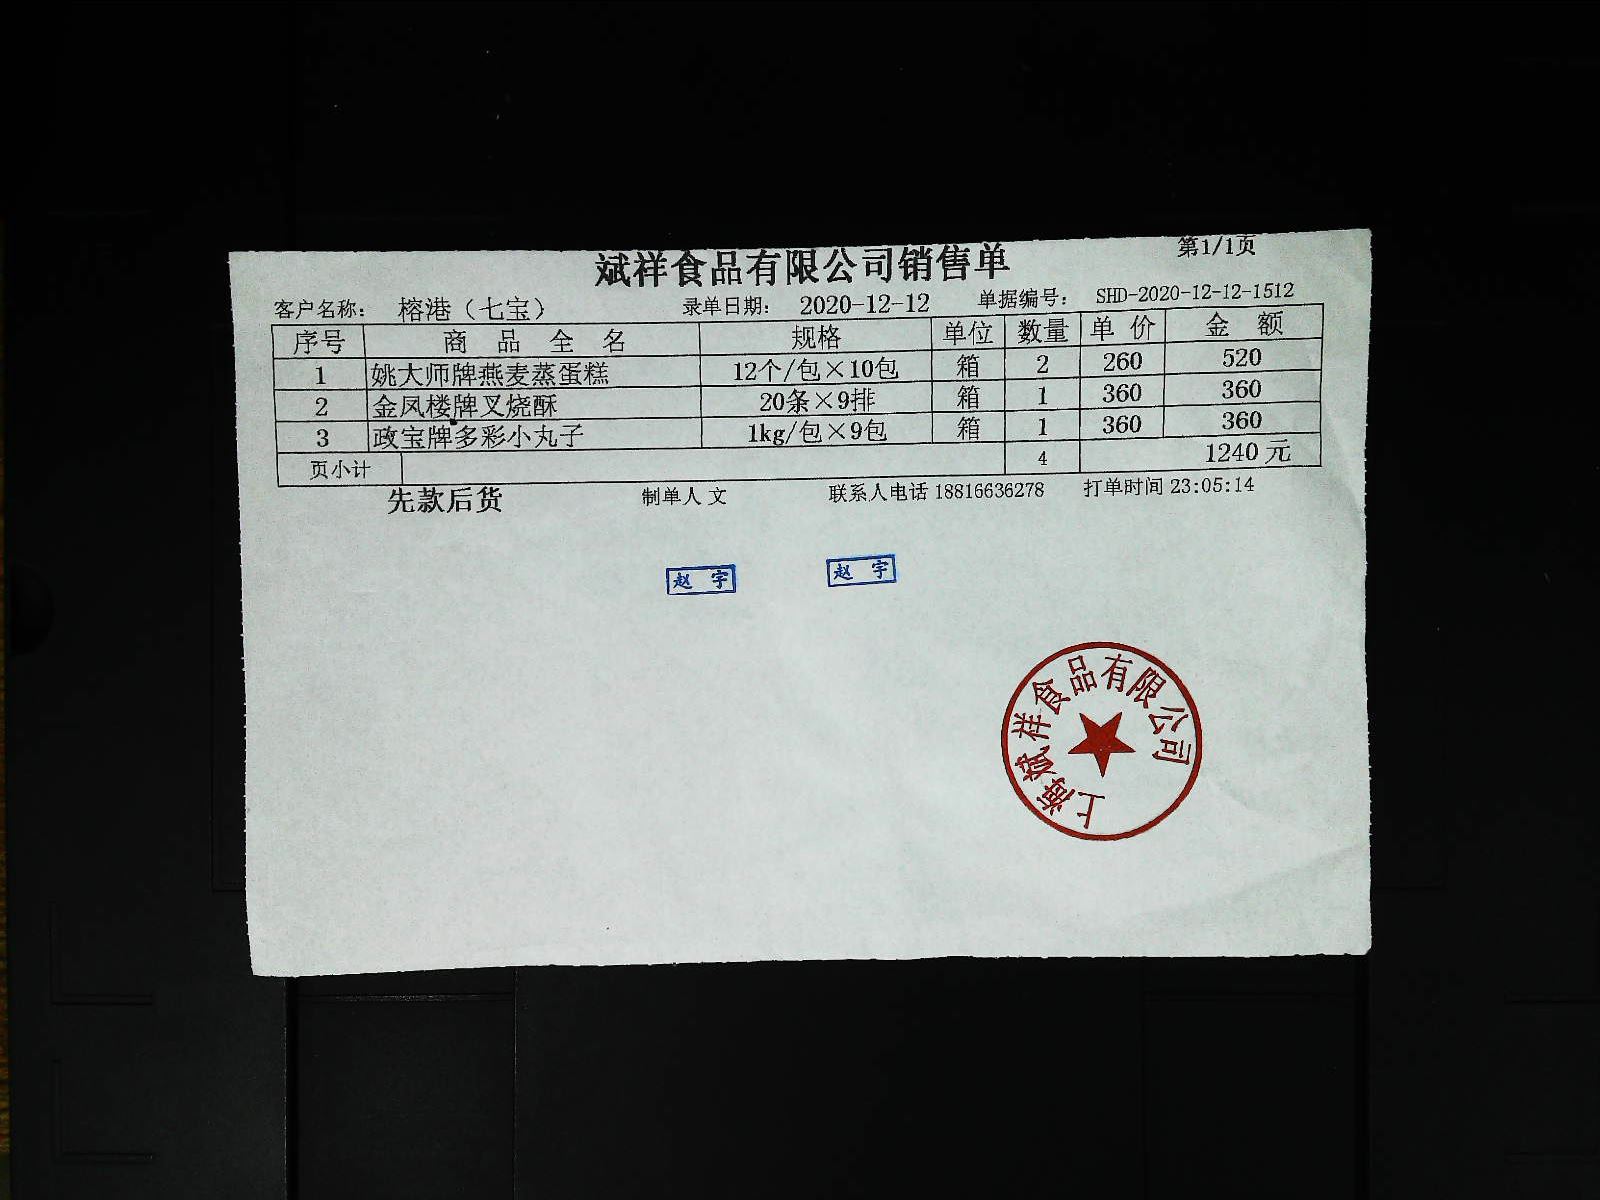 斌祥食品有限公司销售单 第1/1页
客户名称： 榕港（七宝） 录单日期： 2020-12-12 单据编号： SHD-2020-12-12-1512
序号 商品全名 规格 单位 数量 单价 金额
1 姚大师牌燕麦蒸蛋糕 12个/包×10包 箱 2 260 520
2 金凤楼牌叉烧酥 20条×9排 箱 1 360 360
3 政宝牌多彩小丸子 1kg/包×9包 箱 1 360 360
页小计 4 1240 元
先款后货 制单人 文 联系人电话 18816636278 打单时间 23:05:14
赵宇 赵宇
上海斌祥食品有限公司